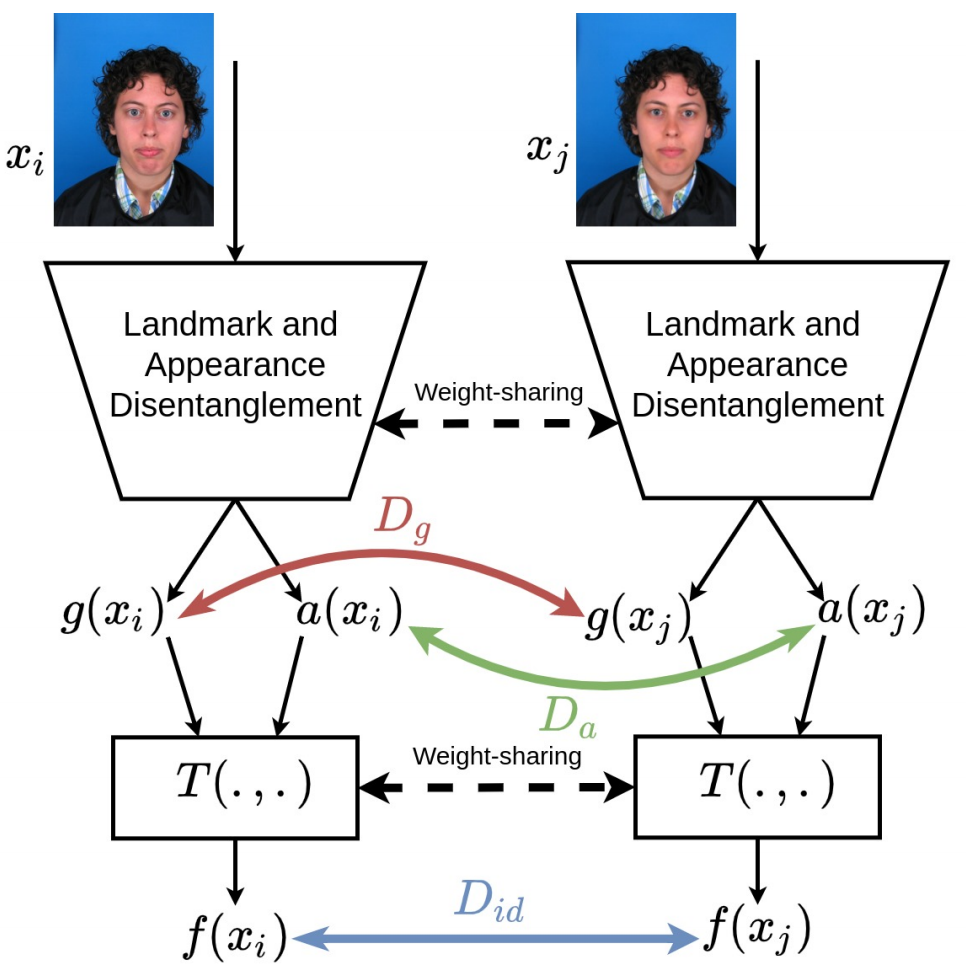 x_i
x_j
Landmark and
Appearance
Disentanglement
Weight-sharing
Landmark and
Appearance
Disentanglement
D_g
g(x_i)
a(x_i)
g(x_j)
a(x_j)
D_a
T(.,.)
Weight-sharing
T(.,.)
D_{id}
f(x_i)
f(x_j)